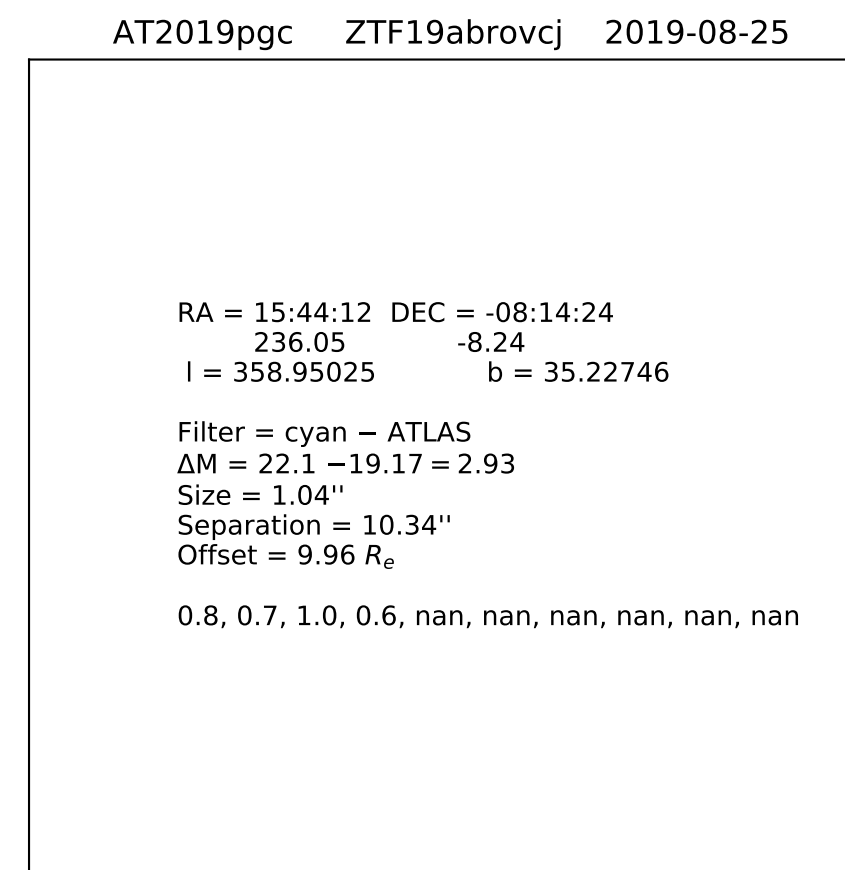 AT2019pgc ZTF19abrovcj 2019-08-25
RA = 15:44:12 DEC = -08:14:24
236.05 -8.24
l = 358.95025 b = 35.22746
Filter = cyan − ATLAS
ΔM = 22.1 −19.17 = 2.93
Size = 1.04''
Separation = 10.34''
Offset = 9.96 Rₑ
0.8, 0.7, 1.0, 0.6, nan, nan, nan, nan, nan, nan